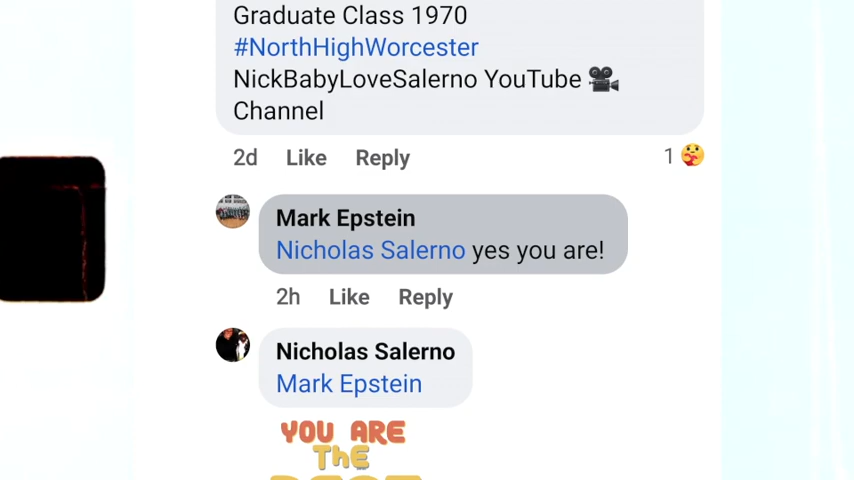 Graduate Class 1970
#NorthHighWorcester
NickBabyLoveSalerno YouTube 🎥
Channel
2d Like Reply 1
Mark Epstein
Nicholas Salerno yes you are!
2h Like Reply
Nicholas Salerno
Mark Epstein
YOU ARE
ThE